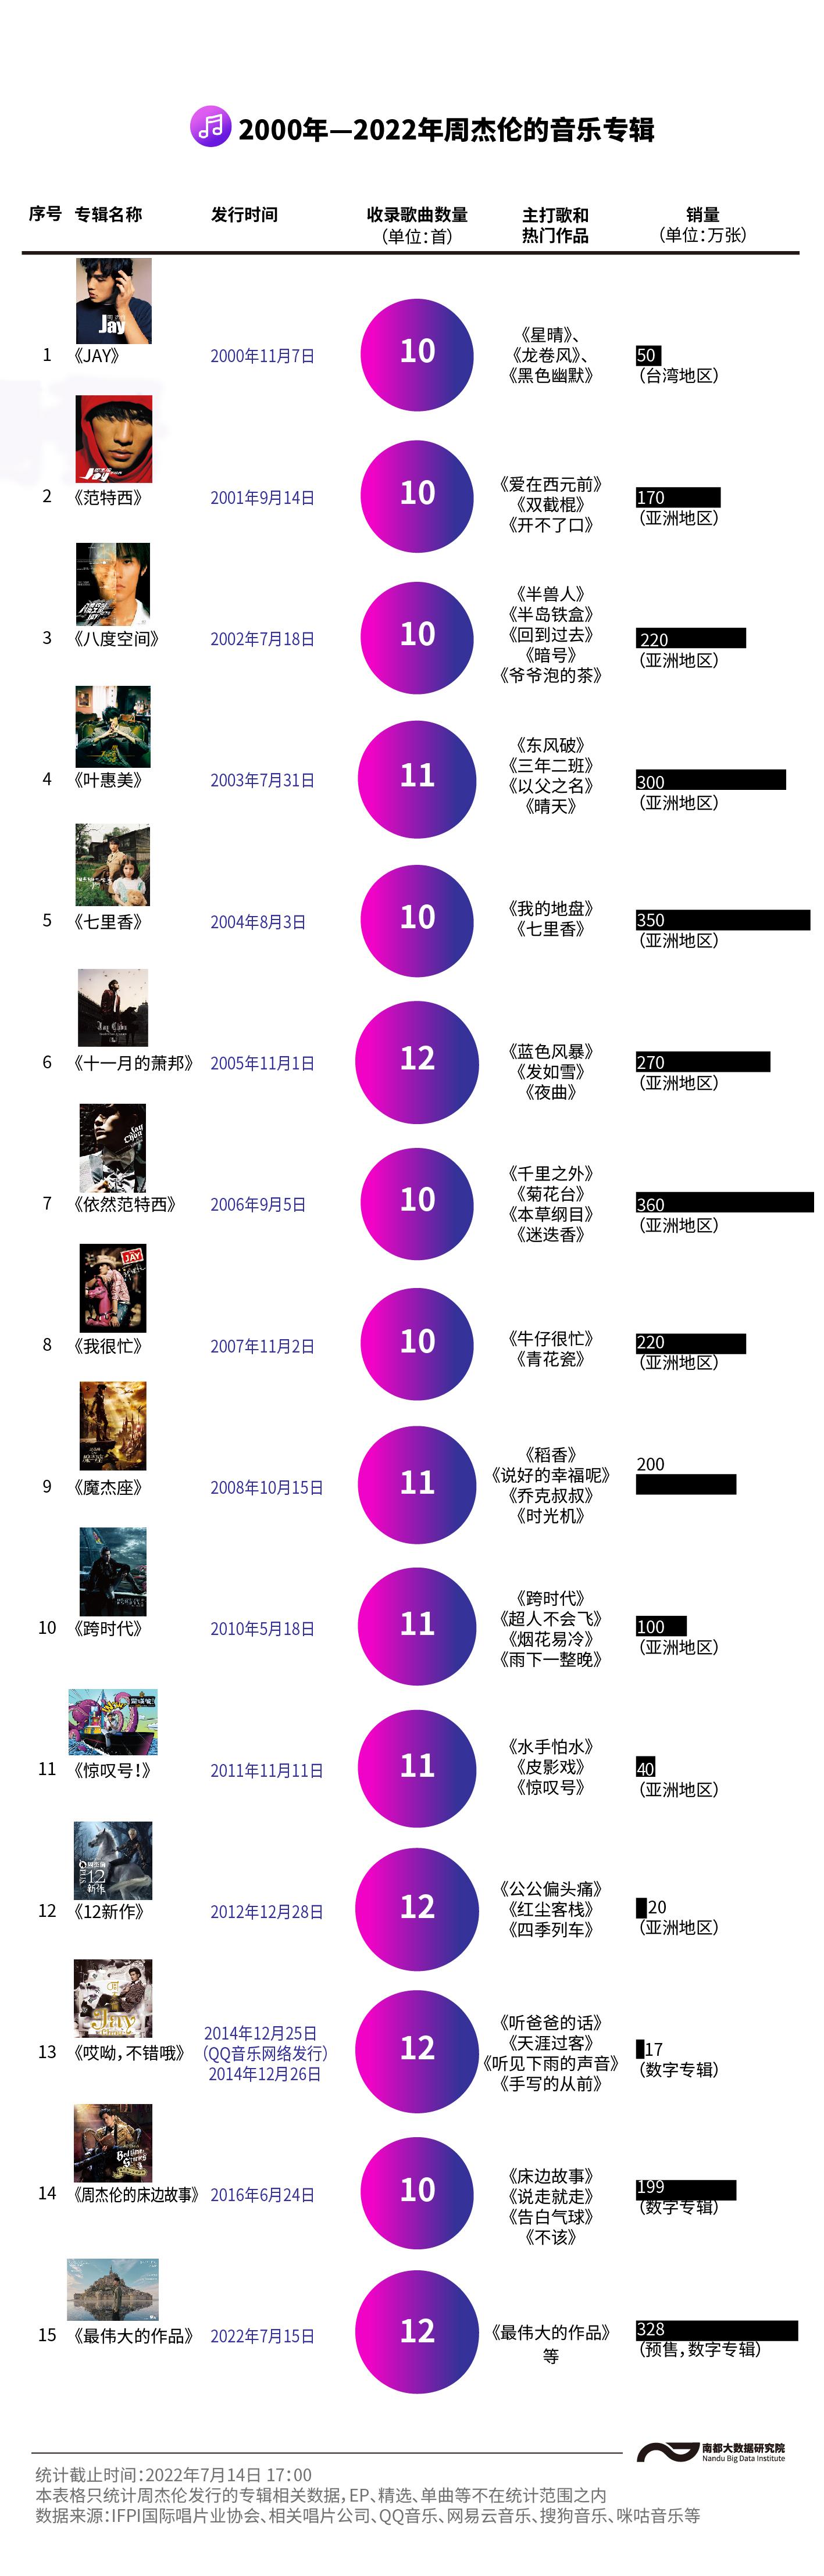 2000年—2022年周杰伦的音乐专辑
序号 专辑名称 发行时间 收录歌曲数量 主打歌和 销量
(单位:首) 热门作品 (单位:万张)
Jay
1 《JAY》 2000年11月7日 10 《星晴》、 50
《龙卷风》、 (台湾地区)
《黑色幽默》
Jay
2 《范特西》 2001年9月14日 10 《爱在西元前》 170
《双截棍》 (亚洲地区)
《开不了口》
3 《八度空间》 2002年7月18日 10 《半兽人》 220
《半岛铁盒》 (亚洲地区)
《回到过去》
《暗号》
《爷爷泡的茶》
4 《叶惠美》 2003年7月31日 11 《东风破》 300
《三年二班》 (亚洲地区)
《以父之名》
《晴天》
5 《七里香》 2004年8月3日 10 《我的地盘》 350
《七里香》 (亚洲地区)
Jay Chou
6 《十一月的萧邦》 2005年11月1日 12 《蓝色风暴》 270
《发如雪》 (亚洲地区)
《夜曲》
Jay
Chou
7 《依然范特西》 2006年9月5日 10 《千里之外》 360
《菊花台》 (亚洲地区)
《本草纲目》
《迷迭香》
JAY
8 《我很忙》 2007年11月2日 10 《牛仔很忙》 220
《青花瓷》 (亚洲地区)
9 《魔杰座》 2008年10月15日 11 《稻香》 200
《说好的幸福呢》
《乔克叔叔》
《时光机》
10 《跨时代》 2010年5月18日 11 《跨时代》 100
《超人不会飞》 (亚洲地区)
《烟花易冷》
《雨下一整晚》
11 《惊叹号!》 2011年11月11日 11 《水手怕水》 40
《皮影戏》 (亚洲地区)
《惊叹号》
周杰倫
12
新作
12 《12新作》 2012年12月28日 12 《公公偏头痛》 20
《红尘客栈》 (亚洲地区)
《四季列车》
Jay
13 《哎呦,不错哦》 2014年12月25日 12 《听爸爸的话》 17
(QQ音乐网络发行) 《天涯过客》 (数字专辑)
2014年12月26日 《听见下雨的声音》
《手写的从前》
14 《周杰伦的床边故事》 2016年6月24日 10 《床边故事》 199
《说走就走》 (数字专辑)
《告白气球》
《不该》
15 《最伟大的作品》 2022年7月15日 12 《最伟大的作品》 328
等 (预售,数字专辑)
南都大数据研究院
Nandu Big Data Institute
统计截止时间:2022年7月14日 17:00
本表格只统计周杰伦发行的专辑相关数据,EP、精选、单曲等不在统计范围之内
数据来源:IFPI国际唱片业协会、相关唱片公司、QQ音乐、网易云音乐、搜狗音乐、咪咕音乐等